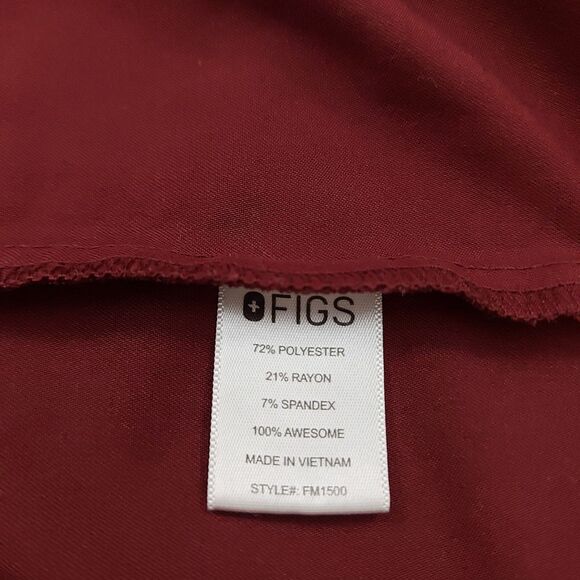 FIGS
72% POLYESTER
21% RAYON
7% SPANDEX
100% AWESOME
MADE IN VIETNAM
STYLE#: FM1500